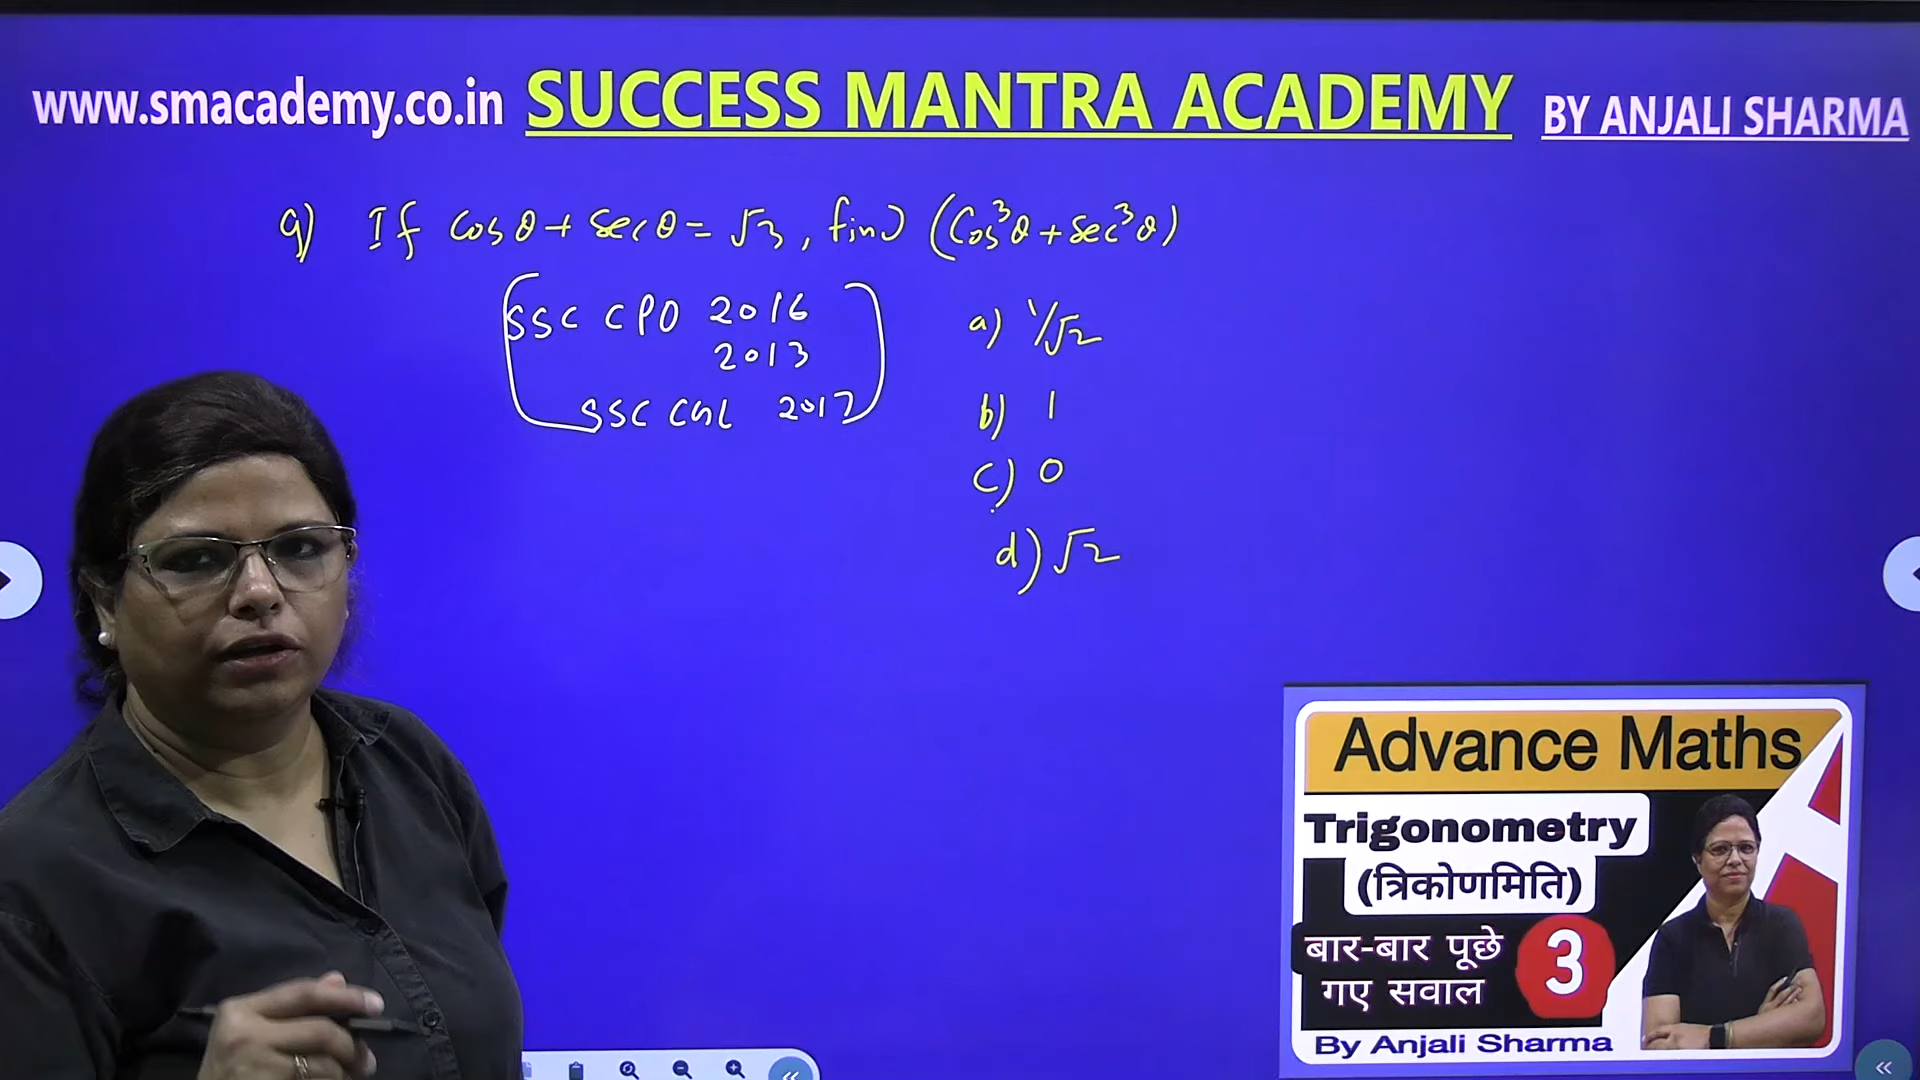 www.smacademy.co.in SUCCESS MANTRA ACADEMY BY ANJALI SHARMA
q) If cosθ + secθ = √3, find (cos³θ + sec³θ)
SSC CPO 2016
2013
SSC CGL 2017
a) 1/√2
b) 1
c) 0
d) √2
Advance Maths
Trigonometry
(त्रिकोणमिति)
बार-बार पूछे
गए सवाल
3
By Anjali Sharma